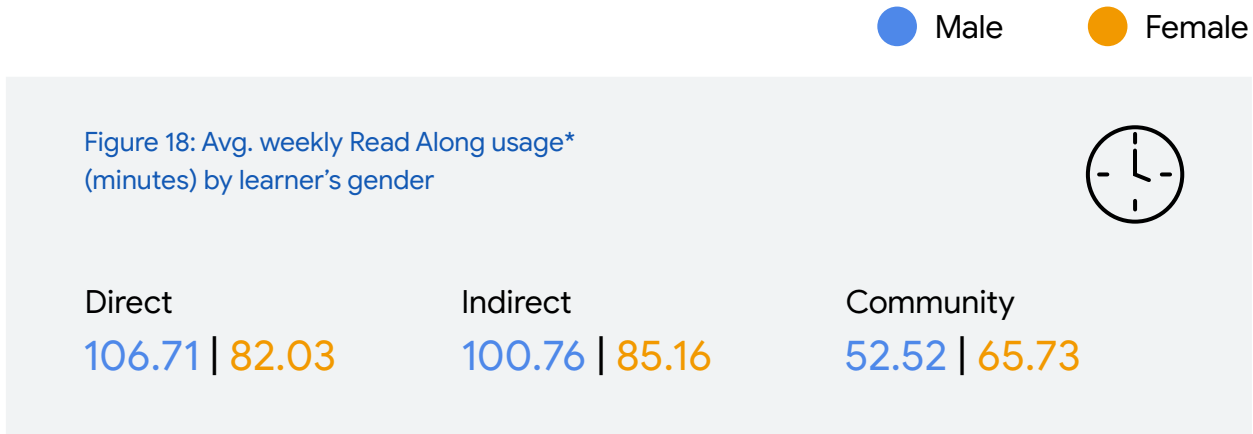 Male
Female
Figure 18: Avg. weekly Read Along usage*
(minutes) by learner's gender
Direct
106.71 | 82.03
Indirect
100.76 | 85.16
Community
52.52 | 65.73